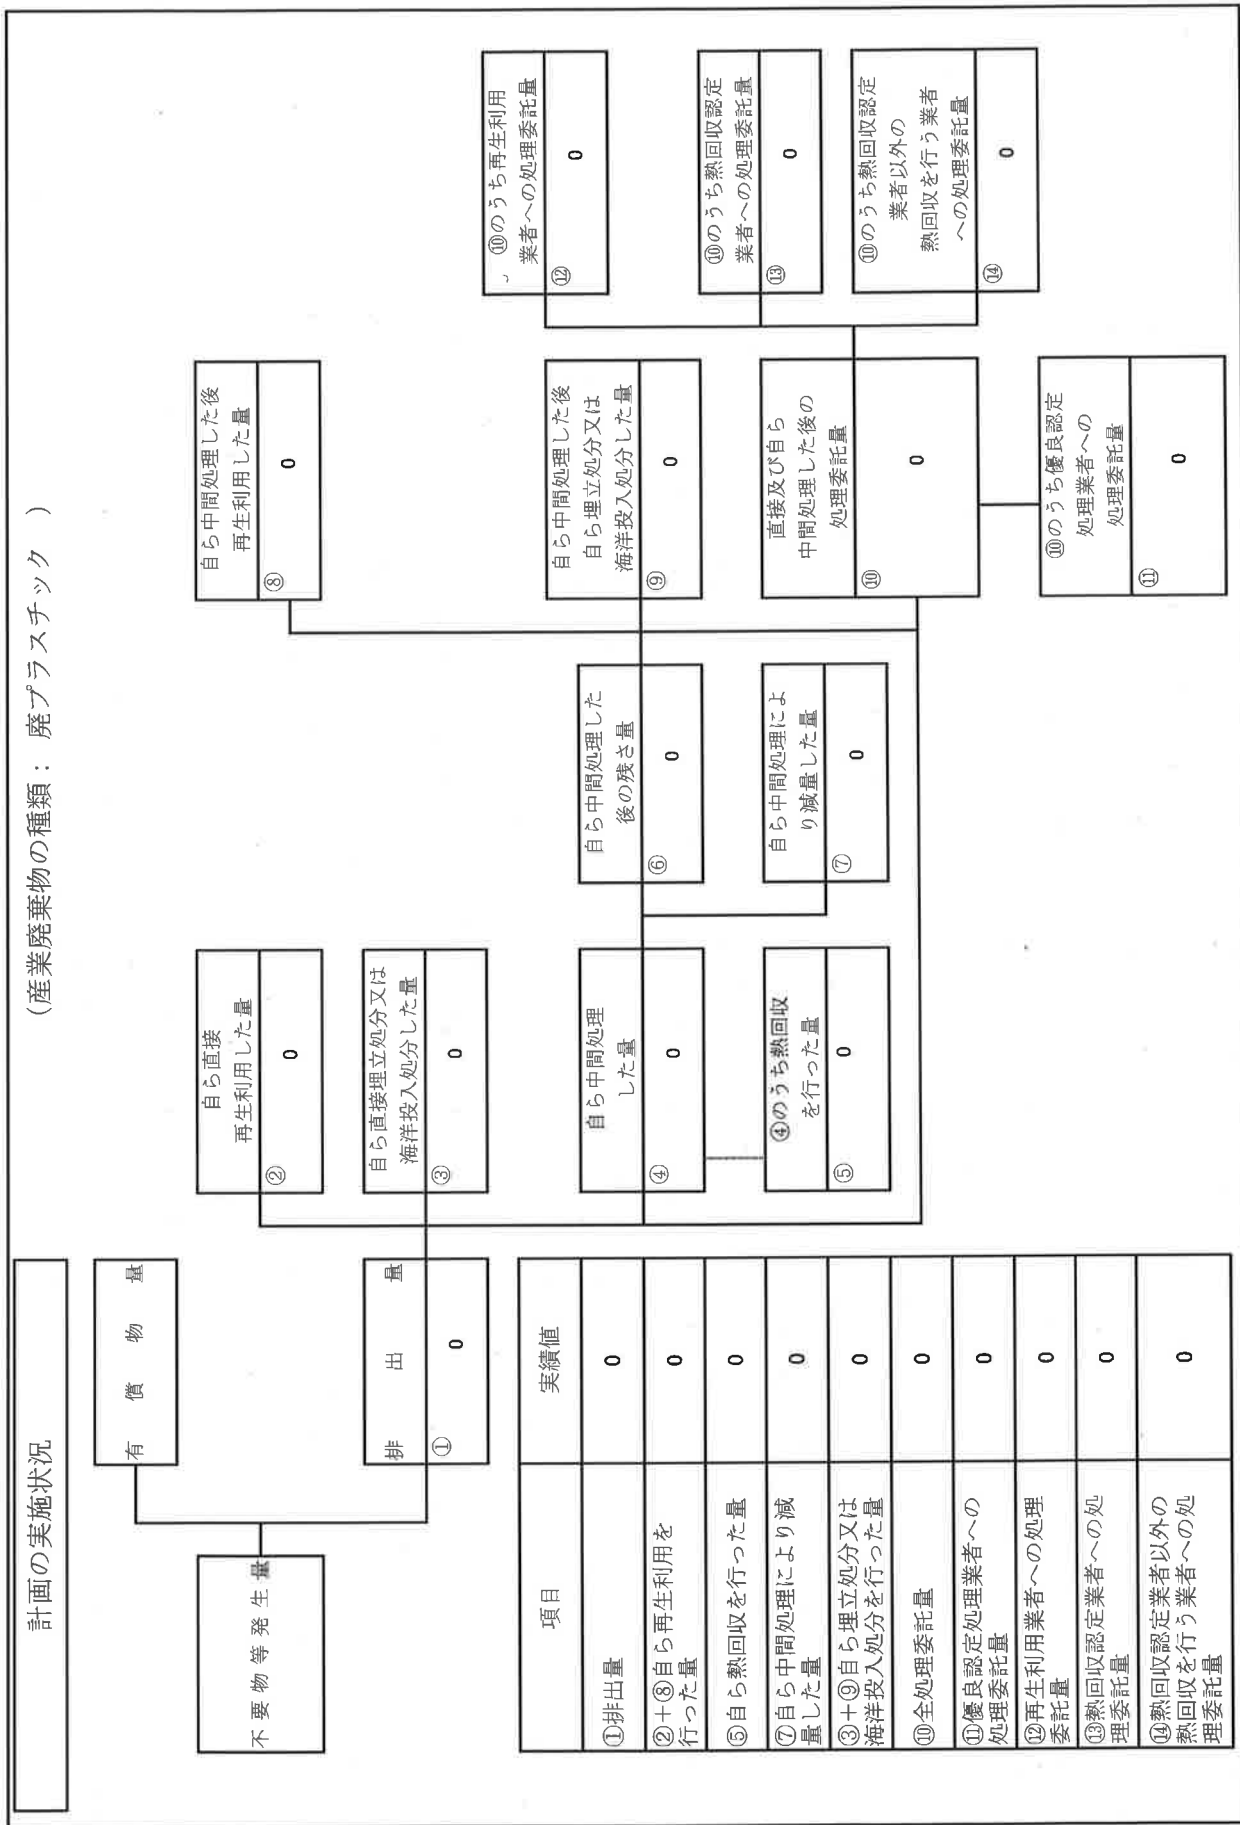 計画の実施状況
(産業廃棄物の種類： 廃プラスチック )
不要物等発生量
有償物量
排出量
①
0
自ら直接
再生利用した量
②
0
自ら直接埋立処分又は
海洋投入処分した量
③
0
自ら中間処理
した量
④
0
④のうち熱回収
を行った量
⑤
0
自ら中間処理した
後の残さ量
⑥
0
自ら中間処理によ
り減量した量
⑦
0
自ら中間処理した後
再生利用した量
⑧
0
自ら中間処理した後
自ら埋立処分又は
海洋投入処分した量
⑨
0
直接及び自ら
中間処理した後の
処理委託量
⑩
0
⑩のうち優良認定
処理業者への
処理委託量
⑪
0
⑩のうち再生利用
業者への処理委託量
⑫
0
⑩のうち熱回収認定
業者への処理委託量
⑬
0
⑩のうち熱回収認定
業者以外の
熱回収を行う業者
への処理委託量
⑭
0
項目 実績値
①排出量 0
②＋⑧自ら再生利用を
行った量 0
⑤自ら熱回収を行った量 0
⑦自ら中間処理により減
量した量 0
③＋⑨自ら埋立処分又は
海洋投入処分を行った量 0
⑩全処理委託量 0
⑪優良認定処理業者への
処理委託量 0
⑫再生利用業者への処理
委託量 0
⑬熱回収認定業者への処
理委託量 0
⑭熱回収認定業者以外の
熱回収を行う業者への処
理委託量 0